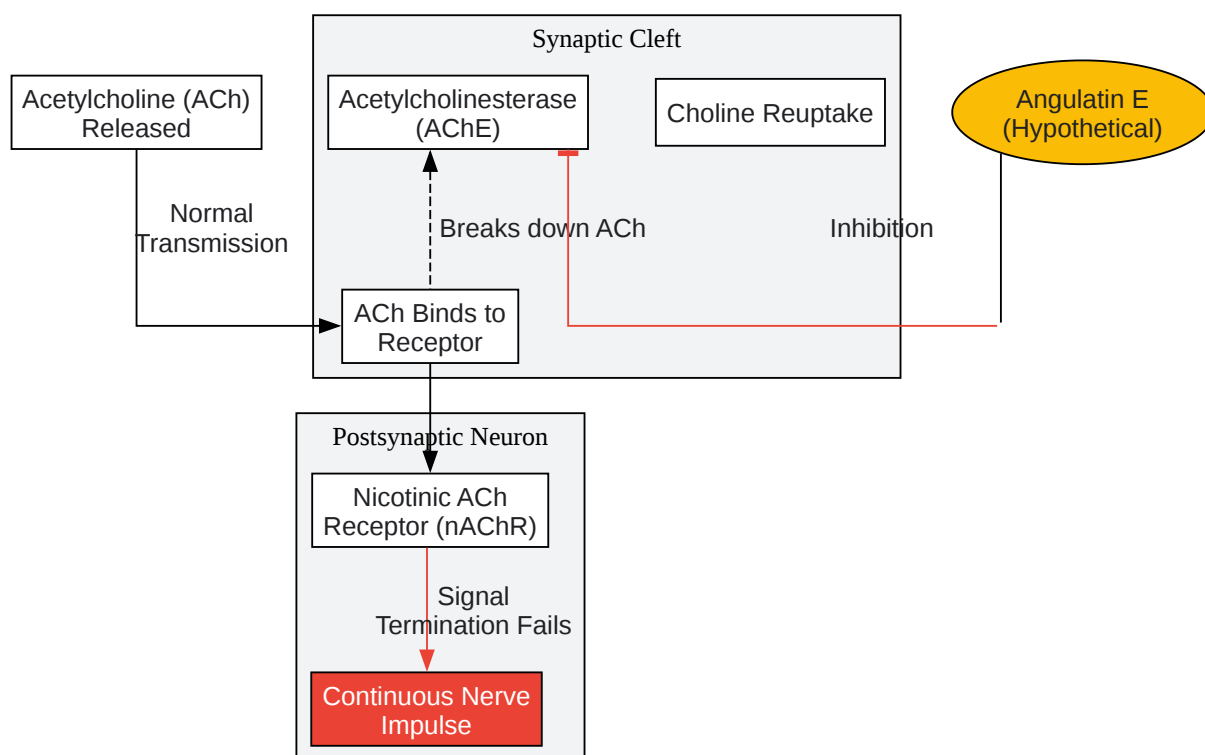 Synaptic Cleft
Acetylcholine (ACh)
Released
Acetylcholinesterase
(AChE)
Choline Reuptake
Angulatin E
(Hypothetical)
Normal
Transmission
Breaks down ACh
Inhibition
ACh Binds to
Receptor
Postsynaptic Neuron
Nicotinic ACh
Receptor (nAChR)
Signal
Termination Fails
Continuous Nerve
Impulse